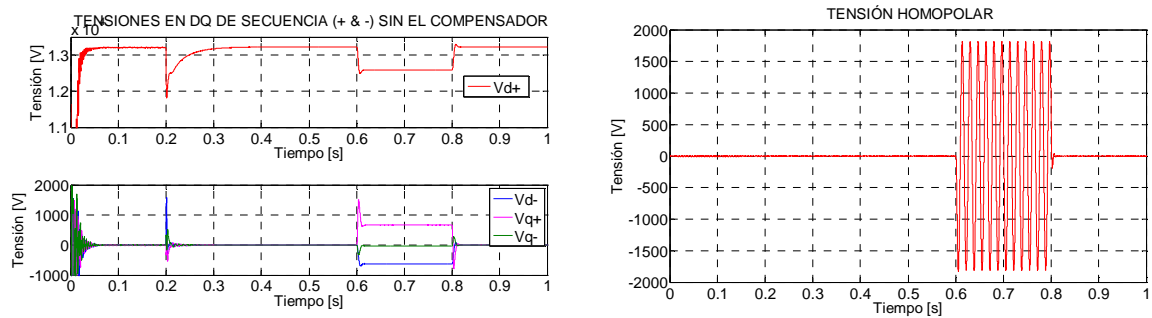 TENSIONES EN DQ DE SECUENCIA (+ & -) SIN EL COMPENSADOR
x 10
Tensión [V]
1.3
1.2
1.1
Vd+
0 0.1 0.2 0.3 0.4 0.5 0.6 0.7 0.8 0.9 1
Tiempo [s]
Tensión [V]
2000
1000
0
-1000
Vd-
Vq+
Vq-
0 0.1 0.2 0.3 0.4 0.5 0.6 0.7 0.8 0.9 1
Tiempo [s]
TENSIÓN HOMOPOLAR
Tensión [V]
2000
1500
1000
500
0
-500
-1000
-1500
-2000
0 0.1 0.2 0.3 0.4 0.5 0.6 0.7 0.8 0.9 1
Tiempo [s]